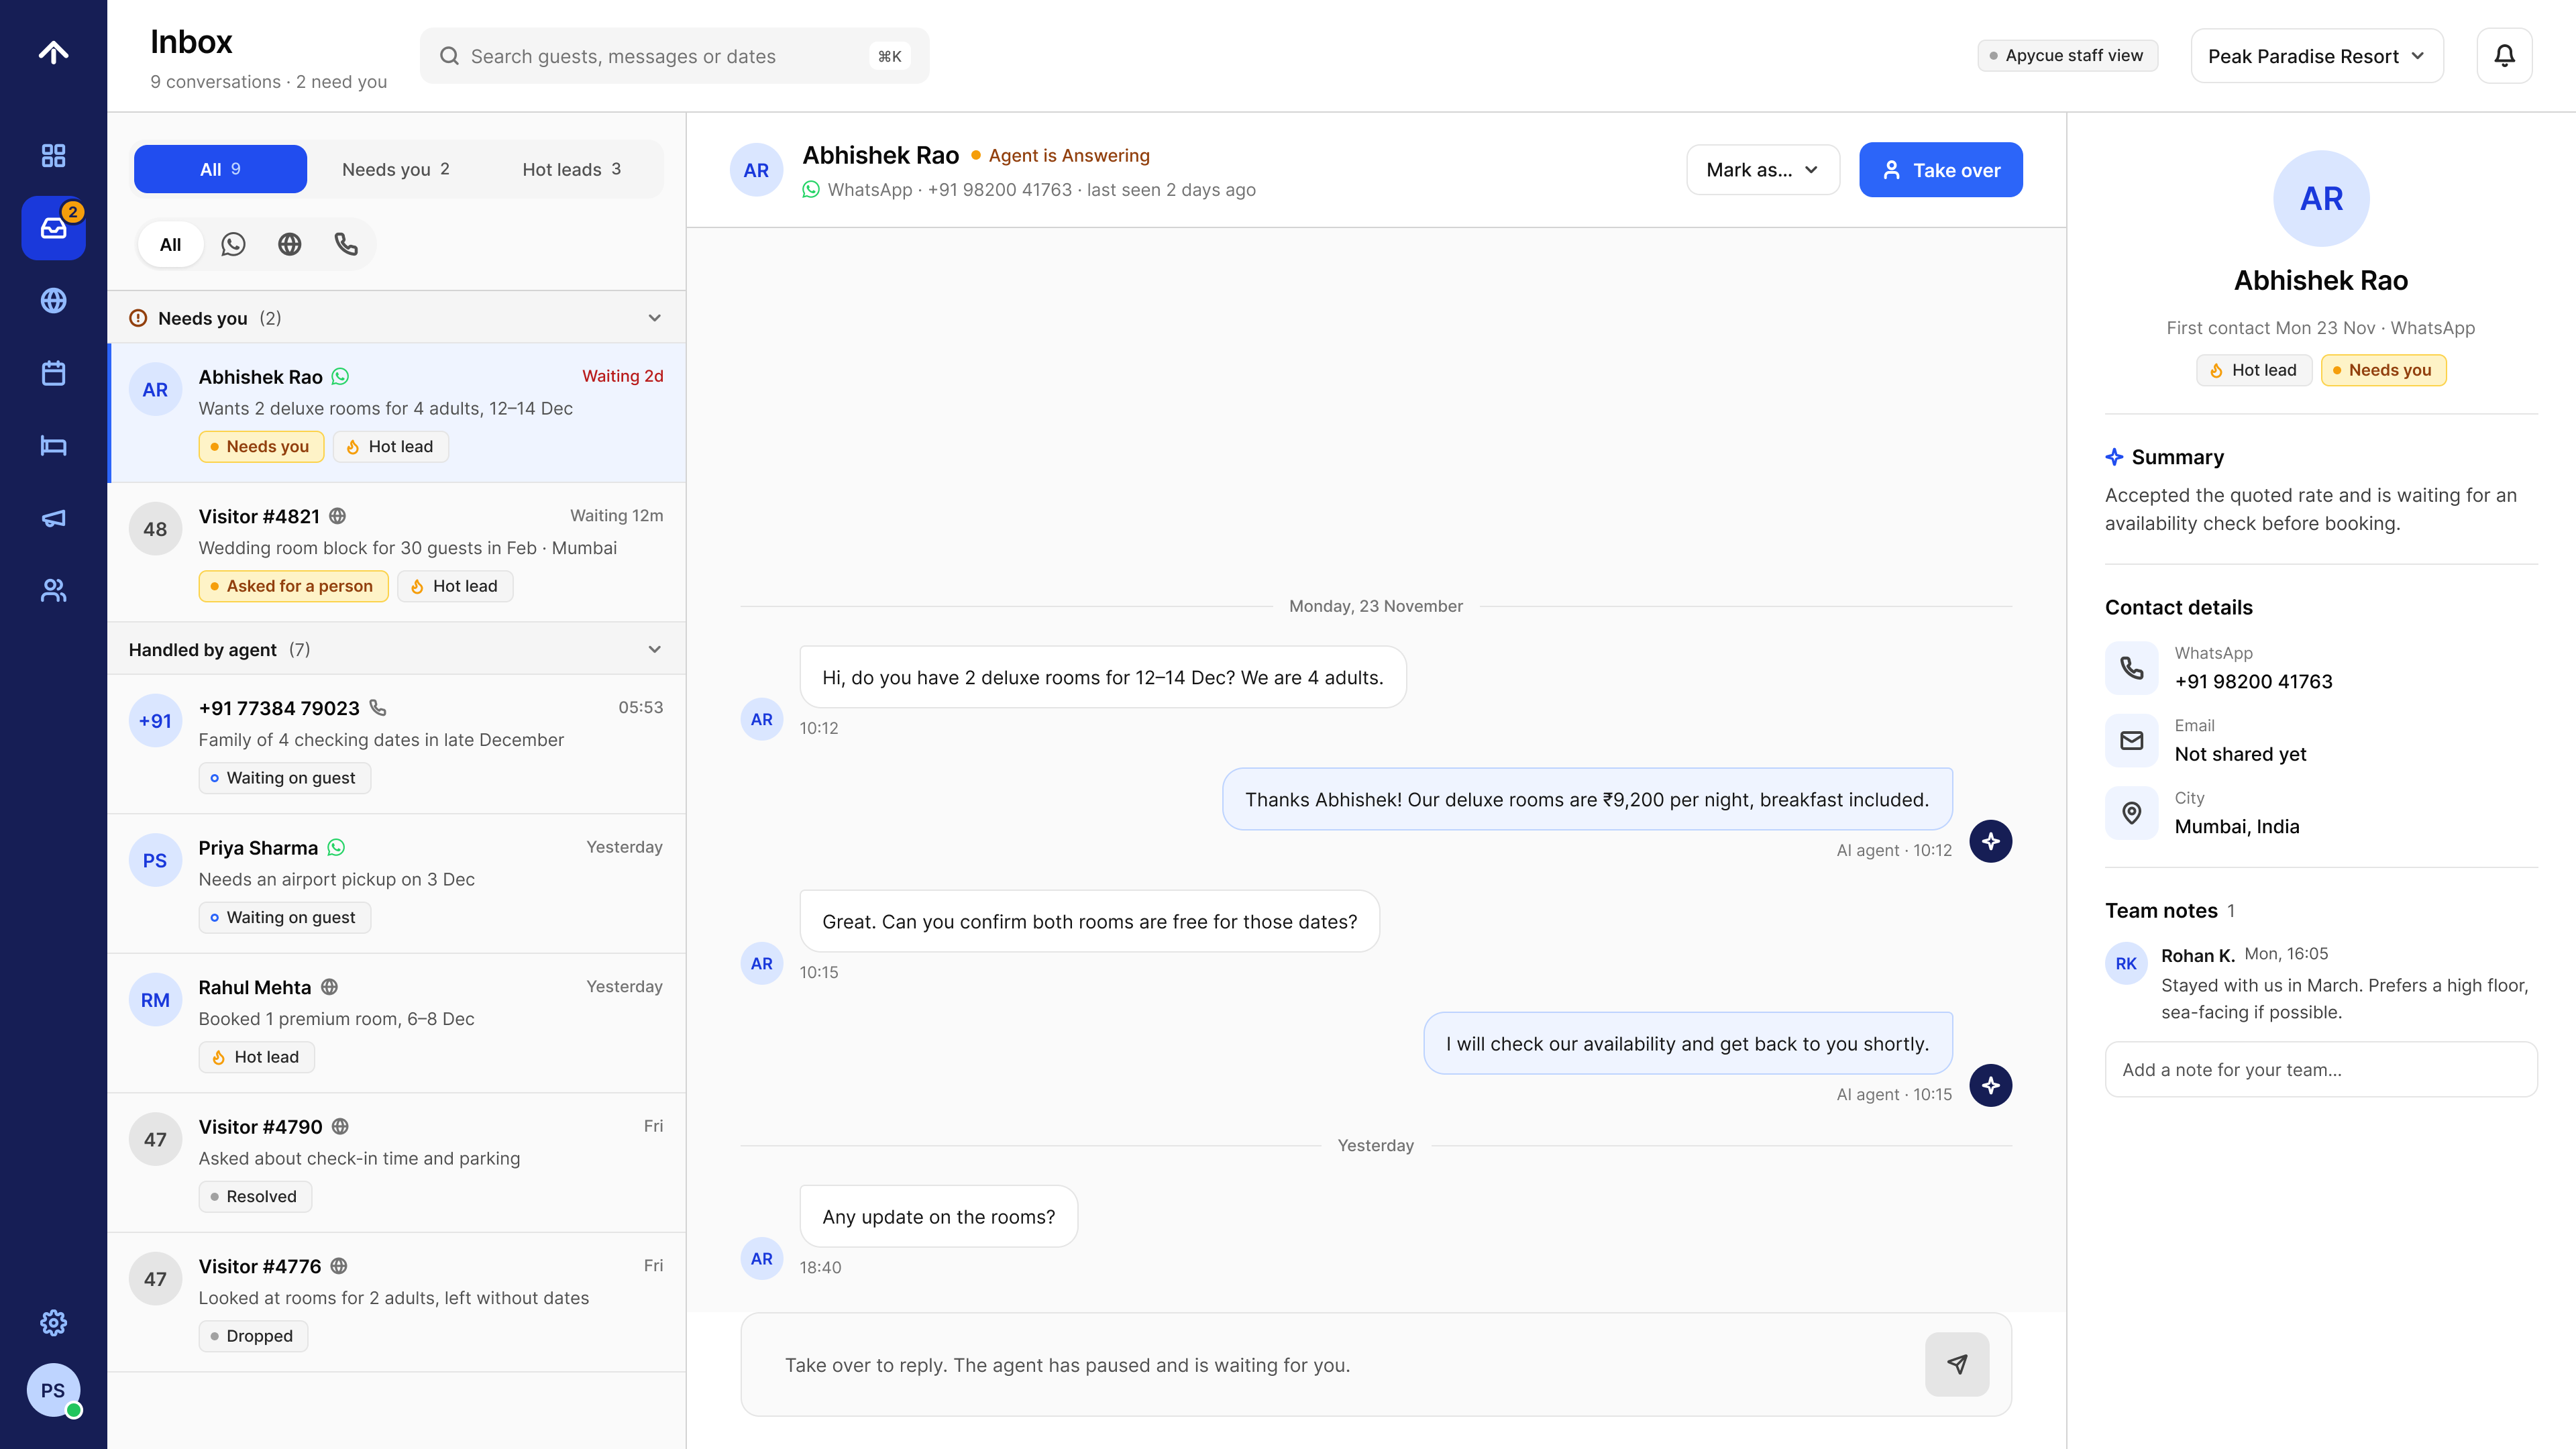 Inbox
9 conversations · 2 need you
Search guests, messages or dates
⌘K
Apycue staff view
Peak Paradise Resort
2
All 9
Needs you 2
Hot leads 3
All
Needs you (2)
AR
Abhishek Rao
Waiting 2d
Wants 2 deluxe rooms for 4 adults, 12–14 Dec
Needs you
Hot lead
48
Visitor #4821
Waiting 12m
Wedding room block for 30 guests in Feb · Mumbai
Asked for a person
Hot lead
Handled by agent (7)
+91
+91 77384 79023
05:53
Family of 4 checking dates in late December
Waiting on guest
PS
Priya Sharma
Yesterday
Needs an airport pickup on 3 Dec
Waiting on guest
RM
Rahul Mehta
Yesterday
Booked 1 premium room, 6–8 Dec
Hot lead
47
Visitor #4790
Fri
Asked about check-in time and parking
Resolved
47
Visitor #4776
Fri
Looked at rooms for 2 adults, left without dates
Dropped
PS
AR
Abhishek Rao
Agent is Answering
WhatsApp · +91 98200 41763 · last seen 2 days ago
Mark as...
Take over
Monday, 23 November
Hi, do you have 2 deluxe rooms for 12–14 Dec? We are 4 adults.
AR
10:12
Thanks Abhishek! Our deluxe rooms are ₹9,200 per night, breakfast included.
AI agent · 10:12
Great. Can you confirm both rooms are free for those dates?
AR
10:15
I will check our availability and get back to you shortly.
AI agent · 10:15
Yesterday
Any update on the rooms?
AR
18:40
Take over to reply. The agent has paused and is waiting for you.
AR
Abhishek Rao
First contact Mon 23 Nov · WhatsApp
Hot lead
Needs you
Summary
Accepted the quoted rate and is waiting for an
availability check before booking.
Contact details
WhatsApp
+91 98200 41763
Email
Not shared yet
City
Mumbai, India
Team notes 1
RK
Rohan K. Mon, 16:05
Stayed with us in March. Prefers a high floor,
sea-facing if possible.
Add a note for your team...